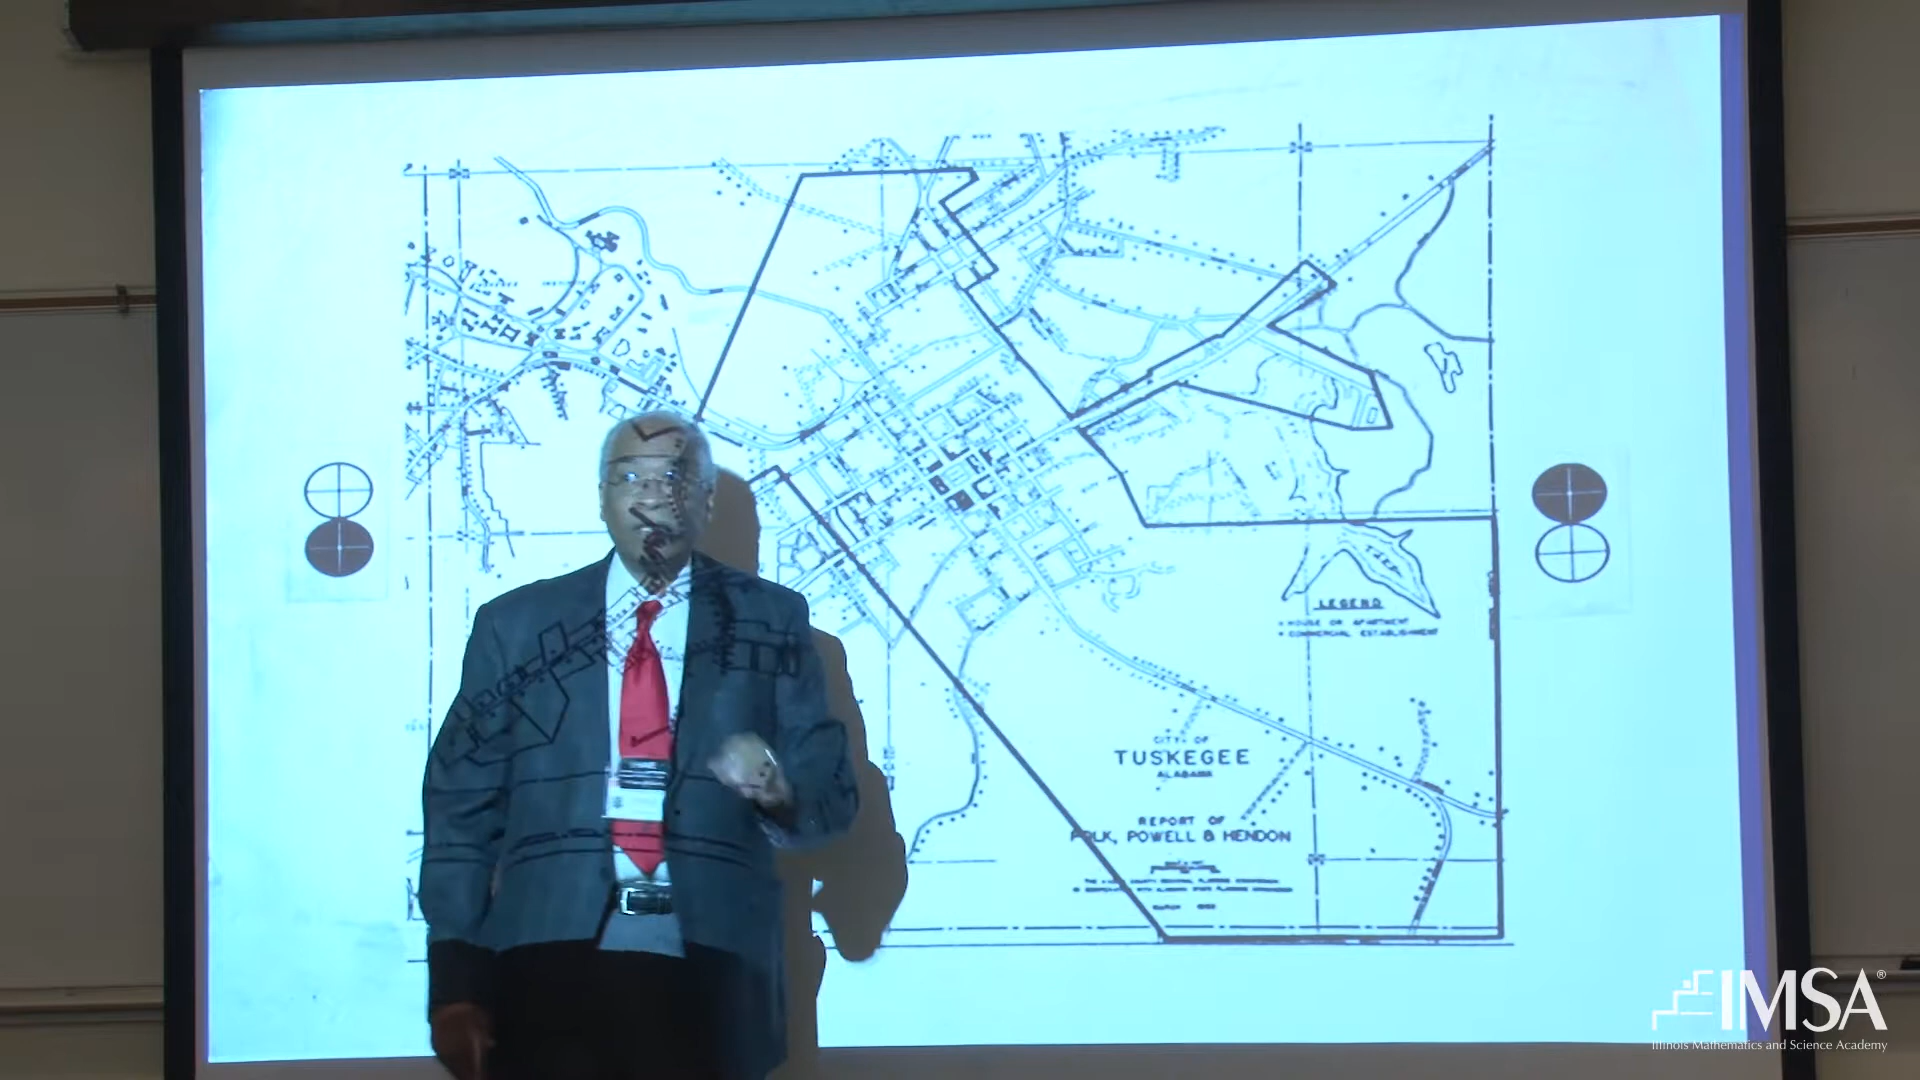 LEGEND
HOUSE OR APARTMENT
COMMERCIAL ESTABLISHMENT
CITY OF
TUSKEGEE
ALABAMA
REPORT OF
POLK, POWELL & HENDON
IMSA®
Illinois Mathematics and Science Academy